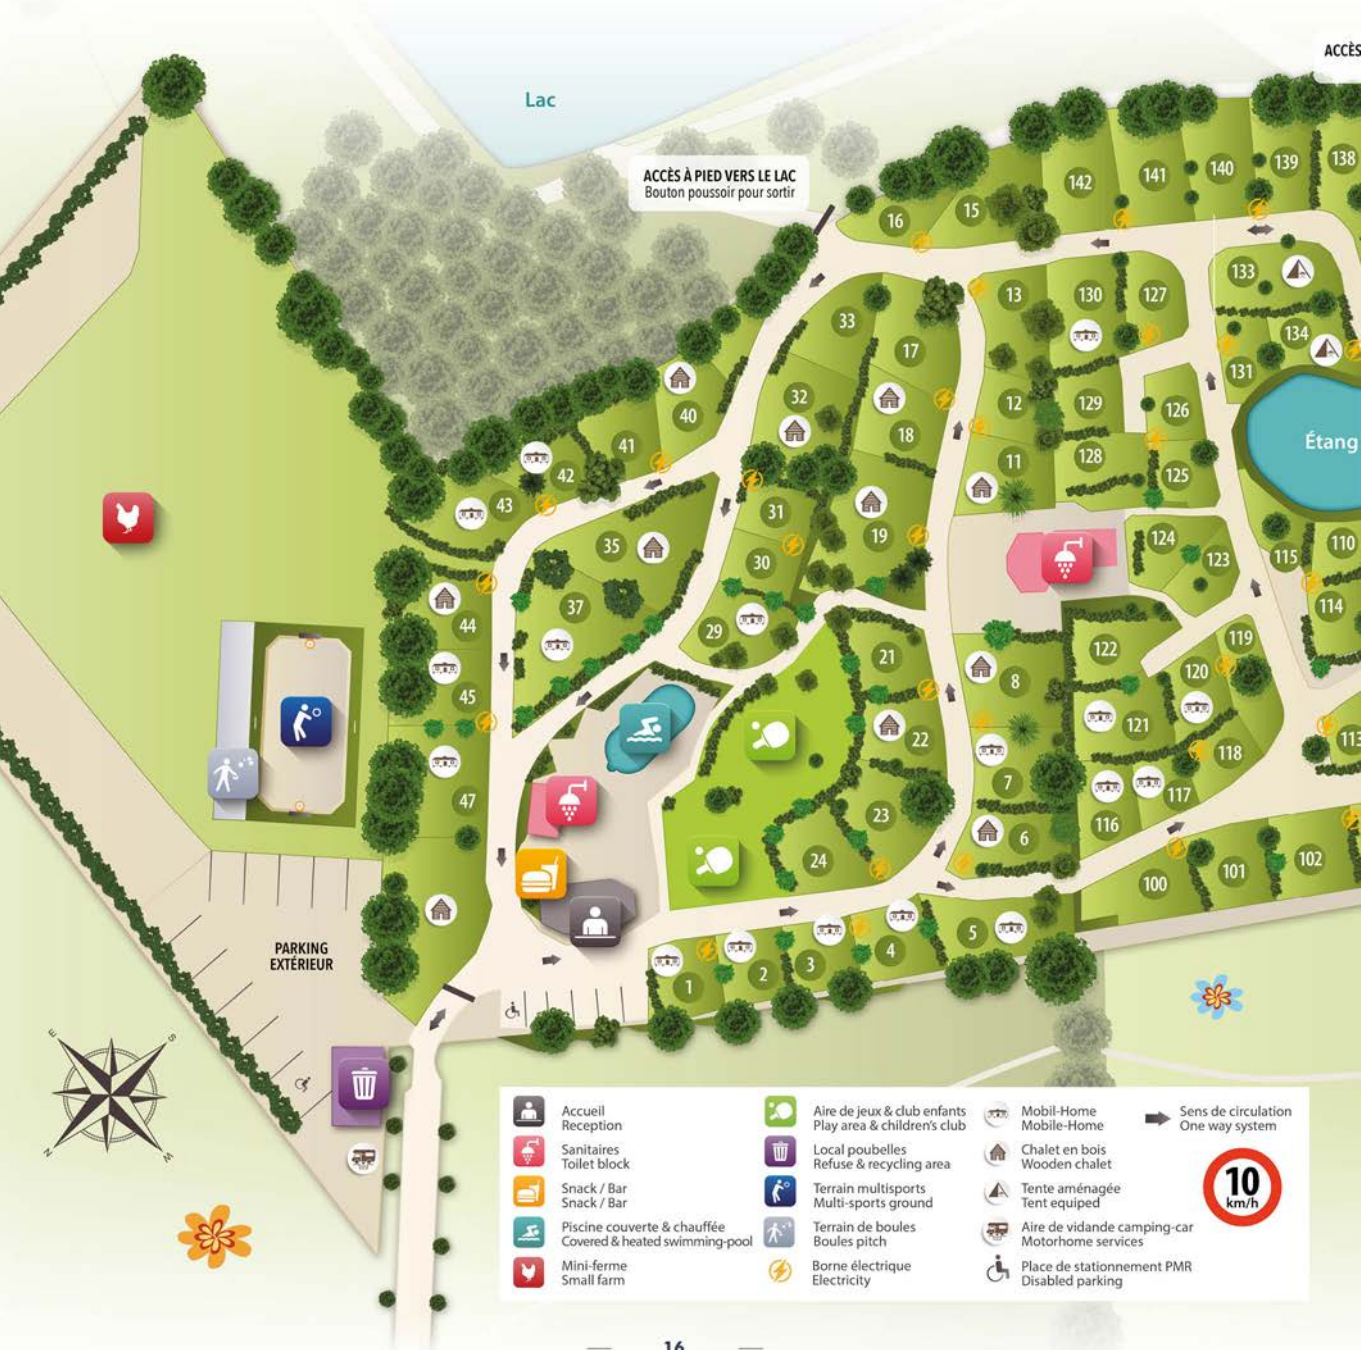 ACCÈS
Lac
ACCÈS À PIED VERS LE LAC
Bouton poussoir pour sortir
138
139
140
141
142
15
16
133
134
131
127
130
13
33
17
32
18
12
129
126
40
41
42
43
11
128
125
Étang
31
30
19
35
37
124
123
115
110
114
44
45
47
29
21
22
23
24
8
7
6
122
121
120
119
118
117
116
113
100
101
102
1
2
3
4
5
PARKING
EXTÉRIEUR
E
S
N
W
Accueil
Reception
Sanitaires
Toilet block
Snack / Bar
Snack / Bar
Piscine couverte & chauffée
Covered & heated swimming-pool
Mini-ferme
Small farm
Aire de jeux & club enfants
Play area & children's club
Local poubelles
Refuse & recycling area
Terrain multisports
Multi-sports ground
Terrain de boules
Boules pitch
Borne électrique
Electricity
Mobil-Home
Mobile-Home
Chalet en bois
Wooden chalet
Tente aménagée
Tent equiped
Aire de vidande camping-car
Motorhome services
Place de stationnement PMR
Disabled parking
Sens de circulation
One way system
10
km/h
16